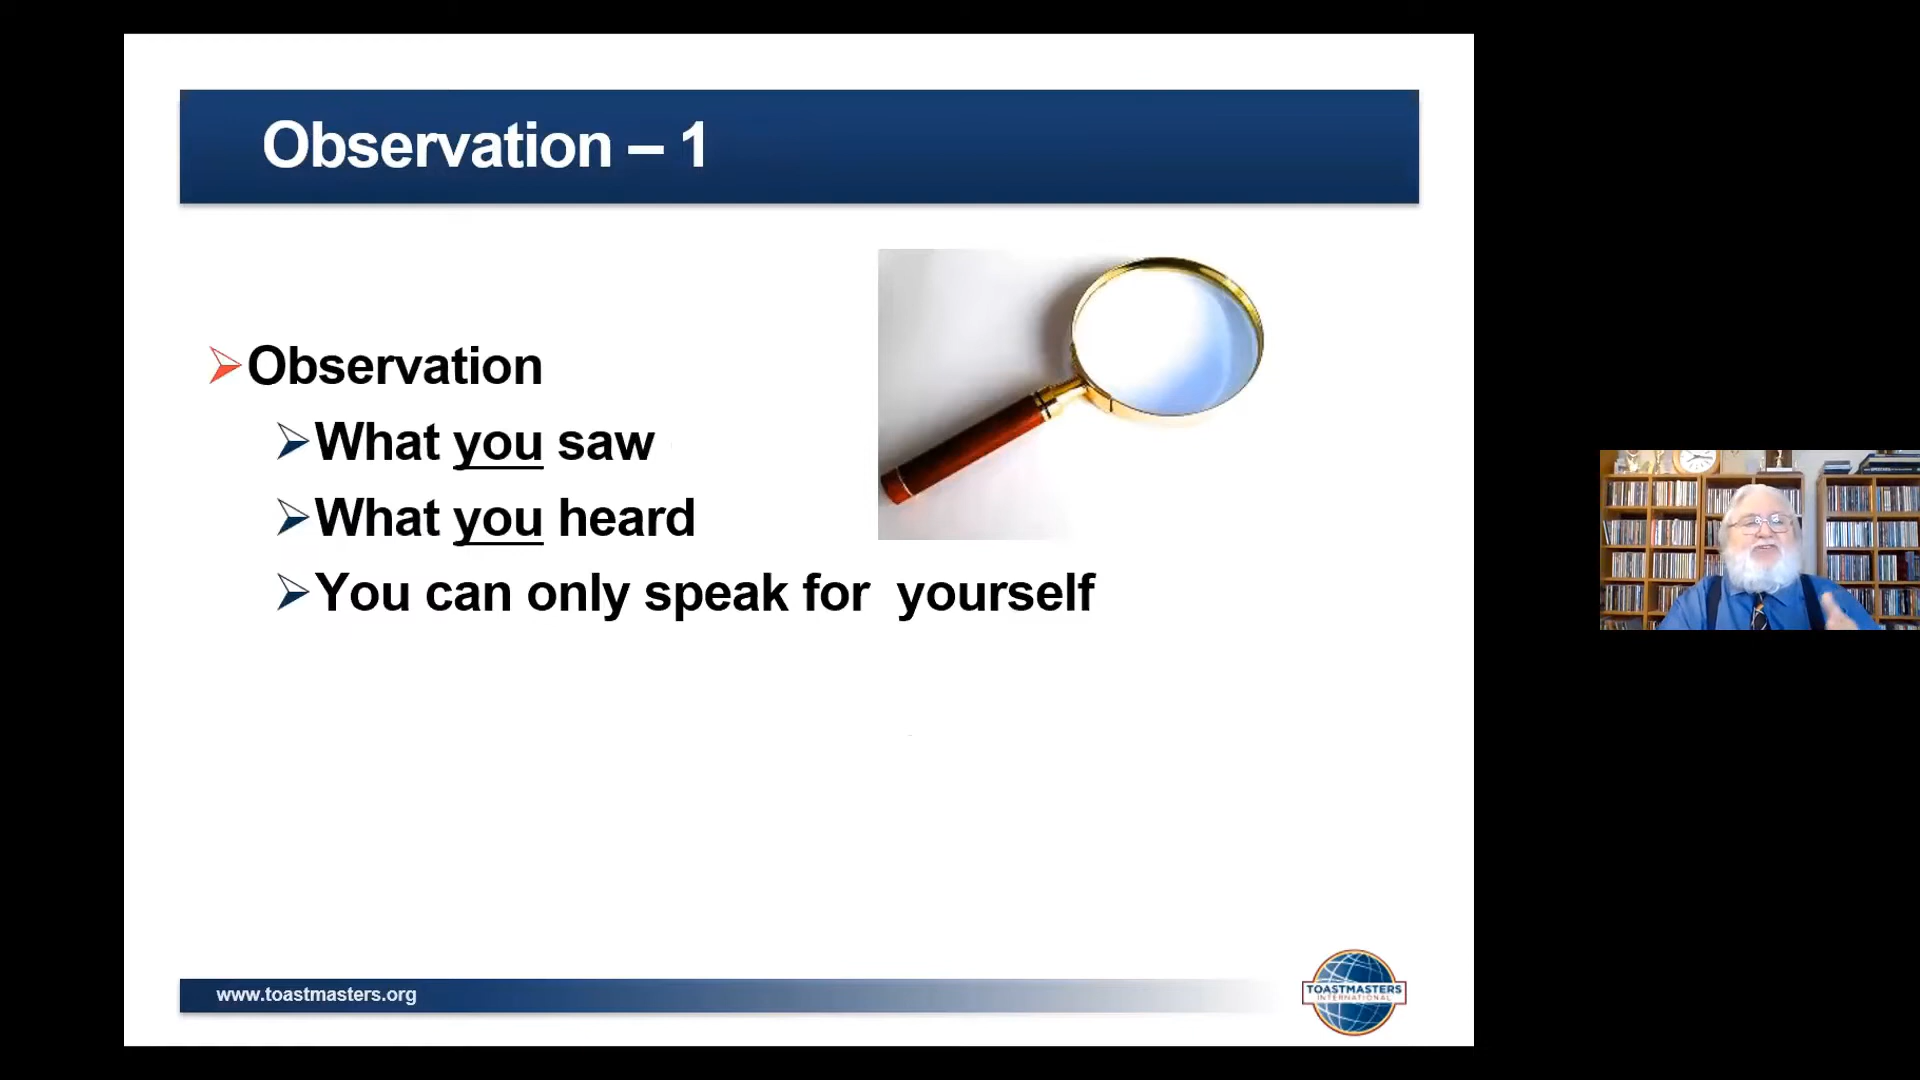 Observation – 1
Observation
What you saw
What you heard
You can only speak for  yourself
www.toastmasters.org
TOASTMASTERS
INTERNATIONAL